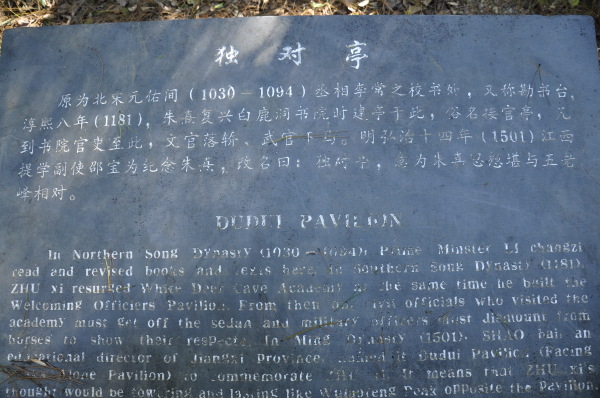 独对亭
原为北宋元佑间(1030－1094)丞相李常之校书处，又称勘书台，
淳熙八年(1181)，朱熹复兴白鹿洞书院时建亭于此，俗名接官亭，凡
到书院官吏至此，文官落轿、武官下马。明弘治十四年(1501)江西
提学副使邵宝为纪念朱熹，改名曰：独对亭，意为朱熹思想堪与五老
峰相对。
DUDUI PAVILION
In Northern Song Dynasty (1030－1094), Prime Minster LI changzi
read and revised books and texts here. In Southern Song Dynasty (1181),
ZHU xi resumed White Deer Cave Academy at the same time he built the
Welcoming Officiers Pavilion. From then on, civil officials who visited the
academy must get off the sedan and military officers must dismount from
horses to show their respects. In Ming Dynasty (1501), SHAO bao, an
educational director of Jiangxi Province, named it Dudui Pavilion (Facing
Alone Pavilion) to commemorate ZHU xi. It means that ZHU xi's
thought would be towering and lasting like Wulaofeng Peak opposite the Pavilion.